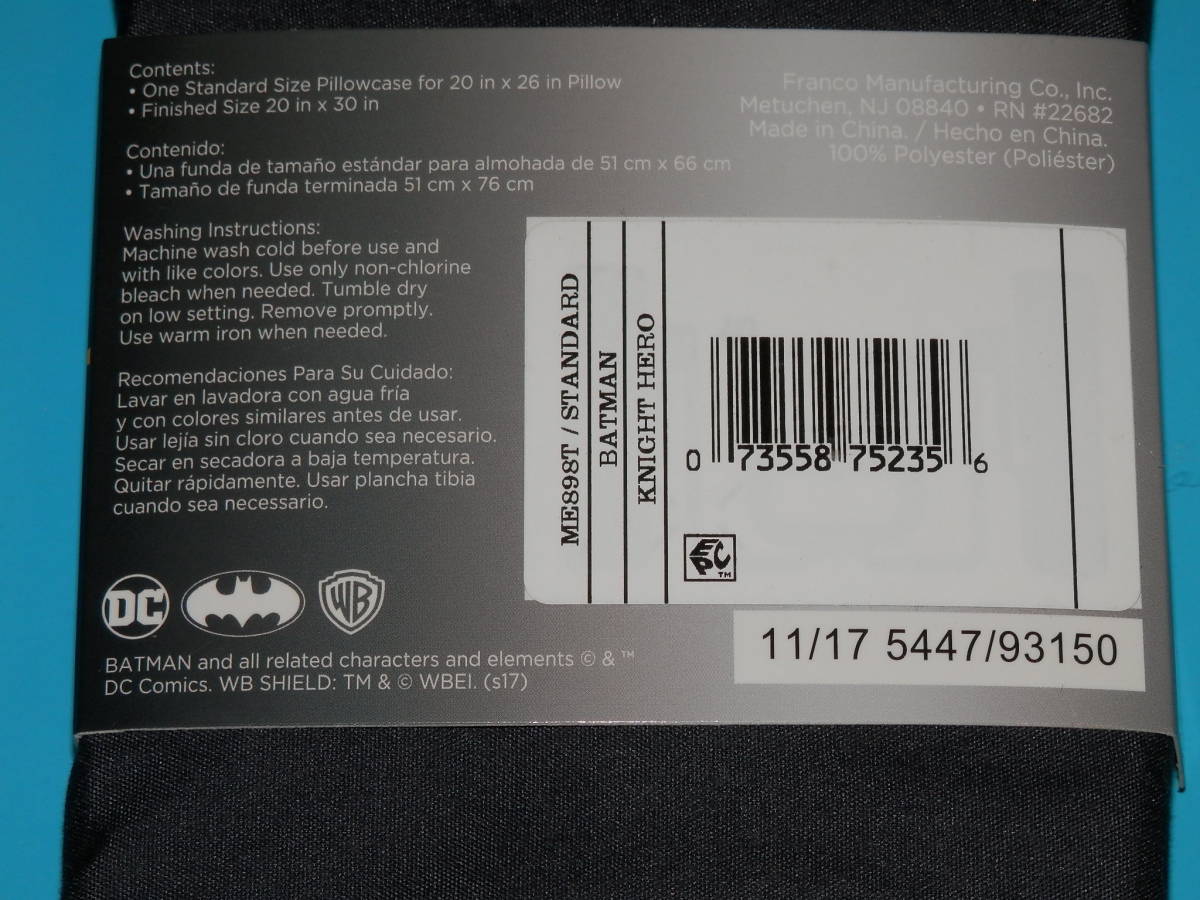 Contents:
• One Standard Size Pillowcase for 20 in x 26 in Pillow
• Finished Size 20 in x 30 in
Contenido:
• Una funda de tamaño estándar para almohada de 51 cm x 66 cm
• Tamaño de funda terminada 51 cm x 76 cm
Washing Instructions:
Machine wash cold before use and
with like colors. Use only non-chlorine
bleach when needed. Tumble dry
on low setting. Remove promptly.
Use warm iron when needed.
Recomendaciones Para Su Cuidado:
Lavar en lavadora con agua fría
y con colores similares antes de usar.
Usar lejía sin cloro cuando sea necesario.
Secar en secadora a baja temperatura.
Quitar rápidamente. Usar plancha tibia
cuando sea necesario.
DC
WB
BATMAN and all related characters and elements © & ™
DC Comics. WB SHIELD: TM & © WBEI. (s17)
Franco Manufacturing Co., Inc.
Metuchen, NJ 08840 • RN #22682
Made in China. / Hecho en China.
100% Polyester (Poliéster)
ME898T / STANDARD
BATMAN
KNIGHT HERO
0 73558 75235 6
EPC ™
11/17 5447/93150